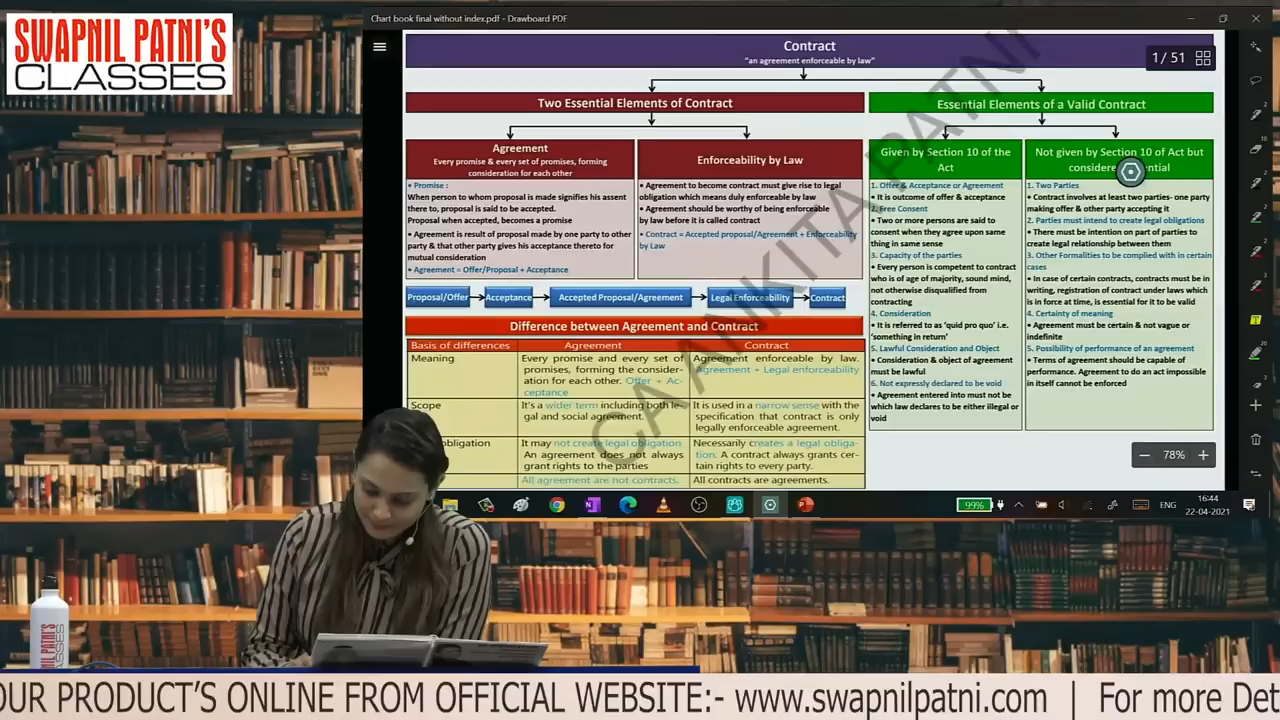 SWAPNIL PATNI'S
CLASSES
Chart book final without index.pdf - Drawboard PDF
1 / 51
Contract
"an agreement enforceable by law"
Two Essential Elements of Contract
Essential Elements of a Valid Contract
Agreement
Every promise & every set of promises, forming
consideration for each other
Enforceability by Law
Given by Section 10 of the
Act
Not given by Section 10 of Act but
• Promise :
When person to whom proposal is made signifies his assent
there to, proposal is said to be accepted.
Proposal when accepted, becomes a promise
• Agreement is result of proposal made by one party to other
party & that other party gives his acceptance thereto for
mutual consideration
• Agreement = Offer/Proposal + Acceptance
• Agreement to become contract must give rise to legal
obligation which means duly enforceable by law
• Agreement should be worthy of being enforceable
by law before it is called contract
• Contract = Accepted proposal/Agreement + Enforceability
by Law
1. Offer & Acceptance or Agreement
• It is outcome of offer & acceptance
2. Free Consent
• Two or more persons are said to
consent when they agree upon same
thing in same sense
3. Capacity of the parties
• Every person is competent to contract
who is of age of majority, sound mind,
not otherwise disqualified from
contracting
4. Consideration
• It is referred to as 'quid pro quo' i.e.
'something in return'
5. Lawful Consideration and Object
• Consideration & object of agreement
must be lawful
6. Not expressly declared to be void
• Agreement entered into must not be
which law declares to be either illegal or
void
1. Two Parties
• Contract involves at least two parties- one party
making offer & other party accepting it
2. Parties must intend to create legal obligations
• There must be intention on part of parties to
create legal relationship between them
3. Other Formalities to be complied with in certain
cases
• In case of certain contracts, contracts must be in
writing, registration of contract under laws which
is in force at time, is essential for it to be valid
4. Certainty of meaning
• Agreement must be certain & not vague or
indefinite
5. Possibility of performance of an agreement
• Terms of agreement should be capable of
performance. Agreement to do an act impossible
in itself cannot be enforced
Proposal/Offer
Acceptance
Accepted Proposal/Agreement
Legal Enforceability
Contract
Difference between Agreement and Contract
Basis of differences Agreement Contract
Meaning
Every promise and every set of
promises, forming the consider-
ation for each other. Offer + Ac-
ceptance
Agreement enforceable by law.
Agreement + Legal enforceability
Scope
It's a wider term including both le-
gal and social agreement.
It is used in a narrow sense with the
specification that contract is only
legally enforceable agreement.
obligation
It may not create legal obligation
An agreement does not always
grant rights to the parties
Necessarily creates a legal obliga-
tion. A contract always grants cer-
tain rights to every party.
All agreement are not contracts.
All contracts are agreements.
CA ANKITA PATNI
78%
99%
ENG
16:44
22-04-2021
SWAPNIL PATNI'S
CLASSES
OUR PRODUCT'S ONLINE FROM OFFICIAL WEBSITE:- www.swapnilpatni.com | For more Det